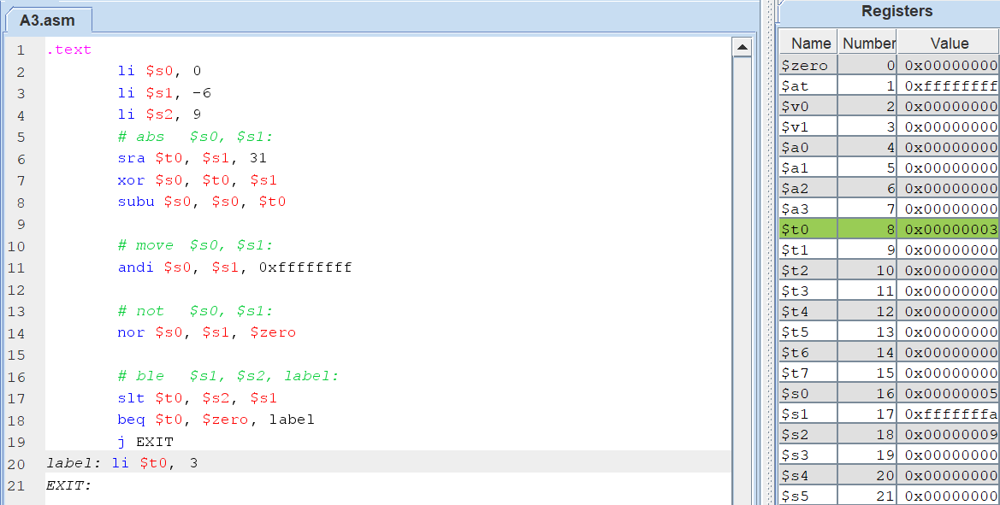 A3.asm
1 .text
2 li $s0, 0
3 li $s1, -6
4 li $s2, 9
5 # abs $s0, $s1:
6 sra $t0, $s1, 31
7 xor $s0, $t0, $s1
8 subu $s0, $s0, $t0
9
10 # move $s0, $s1:
11 andi $s0, $s1, 0xffffffff
12
13 # not $s0, $s1:
14 nor $s0, $s1, $zero
15
16 # ble $s1, $s2, label:
17 slt $t0, $s2, $s1
18 beq $t0, $zero, label
19 j EXIT
20 label: li $t0, 3
21 EXIT:
Registers
Name Number Value
$zero 0 0x00000000
$at 1 0xffffffff
$v0 2 0x00000000
$v1 3 0x00000000
$a0 4 0x00000000
$a1 5 0x00000000
$a2 6 0x00000000
$a3 7 0x00000000
$t0 8 0x00000003
$t1 9 0x00000000
$t2 10 0x00000000
$t3 11 0x00000000
$t4 12 0x00000000
$t5 13 0x00000000
$t6 14 0x00000000
$t7 15 0x00000000
$s0 16 0x00000005
$s1 17 0xfffffffa
$s2 18 0x00000009
$s3 19 0x00000000
$s4 20 0x00000000
$s5 21 0x00000000